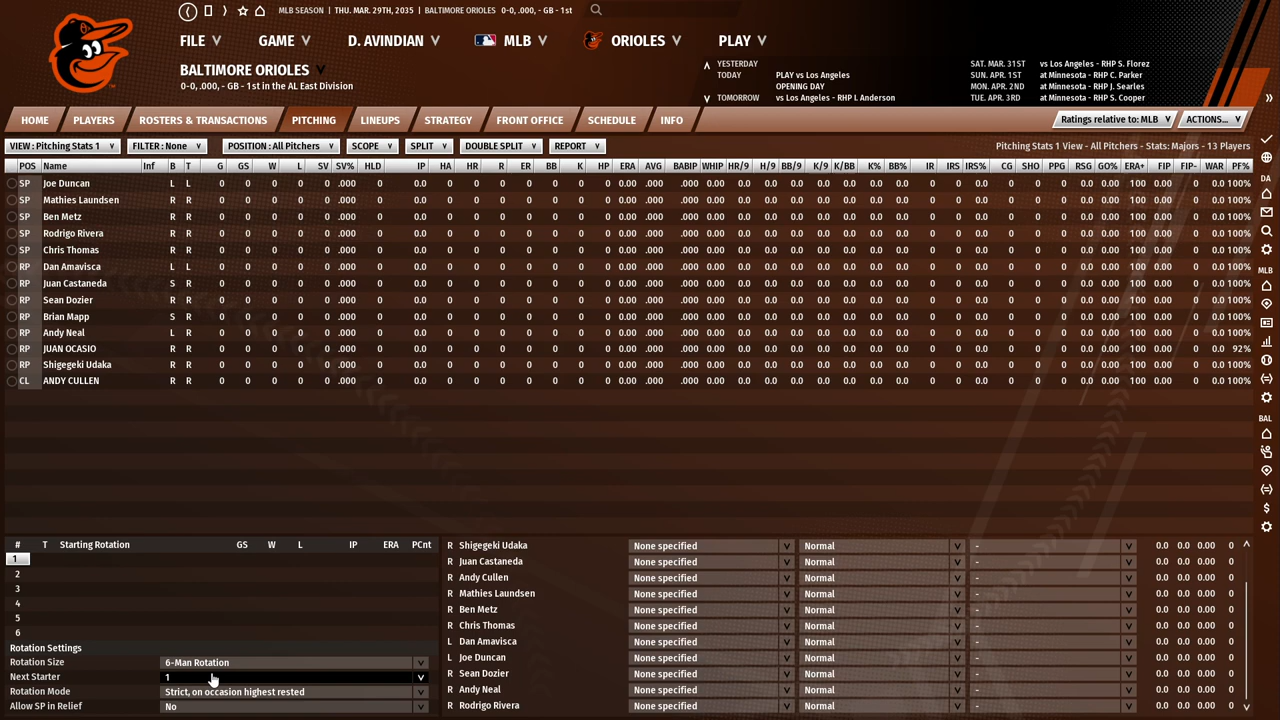 MLB SEASON | THU. MAR. 29TH, 2035 | BALTIMORE ORIOLES 0-0, .000, - GB - 1st
FILE GAME D. AVINDIAN MLB ORIOLES PLAY
BALTIMORE ORIOLES
0-0, .000, - GB - 1st in the AL East Division
YESTERDAY
TODAY PLAY vs Los Angeles
OPENING DAY
TOMORROW vs Los Angeles - RHP I. Anderson
SAT. MAR. 31ST vs Los Angeles - RHP S. Florez
SUN. APR. 1ST at Minnesota - RHP C. Parker
MON. APR. 2ND at Minnesota - RHP J. Searles
TUE. APR. 3RD at Minnesota - RHP S. Cooper
HOME PLAYERS ROSTERS & TRANSACTIONS PITCHING LINEUPS STRATEGY FRONT OFFICE SCHEDULE INFO Ratings relative to: MLB ACTIONS...
VIEW : Pitching Stats 1 FILTER : None POSITION : All Pitchers SCOPE SPLIT DOUBLE SPLIT REPORT Pitching Stats 1 View - All Pitchers - Stats: Majors - 13 Players
POS Name Inf B T G GS W L SV SV% HLD IP HA HR R ER BB K HP ERA AVG BABIP WHIP HR/9 H/9 BB/9 K/9 K/BB K% BB% IR IRS IRS% CG SHO PPG RSG GO% ERA+ FIP FIP- WAR PF%
SP Joe Duncan L L 0 0 0 0 0 .000 0 0.0 0 0 0 0 0 0 0 0.00 .000 .000 0.00 0.0 0.0 0.0 0.0 0.0 0.0 0.0 0 0 0.0 0 0 0 0.0 0.00 100 0.00 0 0.0 100%
SP Mathies Laundsen R R 0 0 0 0 0 .000 0 0.0 0 0 0 0 0 0 0 0.00 .000 .000 0.00 0.0 0.0 0.0 0.0 0.0 0.0 0.0 0 0 0.0 0 0 0 0.0 0.00 100 0.00 0 0.0 100%
SP Ben Metz R R 0 0 0 0 0 .000 0 0.0 0 0 0 0 0 0 0 0.00 .000 .000 0.00 0.0 0.0 0.0 0.0 0.0 0.0 0.0 0 0 0.0 0 0 0 0.0 0.00 100 0.00 0 0.0 100%
SP Rodrigo Rivera R R 0 0 0 0 0 .000 0 0.0 0 0 0 0 0 0 0 0.00 .000 .000 0.00 0.0 0.0 0.0 0.0 0.0 0.0 0.0 0 0 0.0 0 0 0 0.0 0.00 100 0.00 0 0.0 100%
SP Chris Thomas R R 0 0 0 0 0 .000 0 0.0 0 0 0 0 0 0 0 0.00 .000 .000 0.00 0.0 0.0 0.0 0.0 0.0 0.0 0.0 0 0 0.0 0 0 0 0.0 0.00 100 0.00 0 0.0 100%
RP Dan Amavisca L L 0 0 0 0 0 .000 0 0.0 0 0 0 0 0 0 0 0.00 .000 .000 0.00 0.0 0.0 0.0 0.0 0.0 0.0 0.0 0 0 0.0 0 0 0 0.0 0.00 100 0.00 0 0.0 100%
RP Juan Castaneda S R 0 0 0 0 0 .000 0 0.0 0 0 0 0 0 0 0 0.00 .000 .000 0.00 0.0 0.0 0.0 0.0 0.0 0.0 0.0 0 0 0.0 0 0 0 0.0 0.00 100 0.00 0 0.0 100%
RP Sean Dozier R R 0 0 0 0 0 .000 0 0.0 0 0 0 0 0 0 0 0.00 .000 .000 0.00 0.0 0.0 0.0 0.0 0.0 0.0 0.0 0 0 0.0 0 0 0 0.0 0.00 100 0.00 0 0.0 100%
RP Brian Mapp S R 0 0 0 0 0 .000 0 0.0 0 0 0 0 0 0 0 0.00 .000 .000 0.00 0.0 0.0 0.0 0.0 0.0 0.0 0.0 0 0 0.0 0 0 0 0.0 0.00 100 0.00 0 0.0 100%
RP Andy Neal L R 0 0 0 0 0 .000 0 0.0 0 0 0 0 0 0 0 0.00 .000 .000 0.00 0.0 0.0 0.0 0.0 0.0 0.0 0.0 0 0 0.0 0 0 0 0.0 0.00 100 0.00 0 0.0 100%
RP JUAN OCASIO R R 0 0 0 0 0 .000 0 0.0 0 0 0 0 0 0 0 0.00 .000 .000 0.00 0.0 0.0 0.0 0.0 0.0 0.0 0.0 0 0 0.0 0 0 0 0.0 0.00 100 0.00 0 0.0 92%
RP Shigegeki Udaka R R 0 0 0 0 0 .000 0 0.0 0 0 0 0 0 0 0 0.00 .000 .000 0.00 0.0 0.0 0.0 0.0 0.0 0.0 0.0 0 0 0.0 0 0 0 0.0 0.00 100 0.00 0 0.0 100%
CL ANDY CULLEN R R 0 0 0 0 0 .000 0 0.0 0 0 0 0 0 0 0 0.00 .000 .000 0.00 0.0 0.0 0.0 0.0 0.0 0.0 0.0 0 0 0.0 0 0 0 0.0 0.00 100 0.00 0 0.0 100%
# T Starting Rotation GS W L IP ERA PCnt
1
2
3
4
5
6
Rotation Settings
Rotation Size 6-Man Rotation
Next Starter 1
Rotation Mode Strict, on occasion highest rested
Allow SP in Relief No
R Shigegeki Udaka None specified Normal - 0.0 0.0 0.00 0
R Juan Castaneda None specified Normal - 0.0 0.0 0.00 0
R Andy Cullen None specified Normal - 0.0 0.0 0.00 0
R Mathies Laundsen None specified Normal - 0.0 0.0 0.00 0
R Ben Metz None specified Normal - 0.0 0.0 0.00 0
R Chris Thomas None specified Normal - 0.0 0.0 0.00 0
L Dan Amavisca None specified Normal - 0.0 0.0 0.00 0
L Joe Duncan None specified Normal - 0.0 0.0 0.00 0
R Sean Dozier None specified Normal - 0.0 0.0 0.00 0
R Andy Neal None specified Normal - 0.0 0.0 0.00 0
R Rodrigo Rivera None specified Normal - 0.0 0.0 0.00 0
DA
MLB
BAL